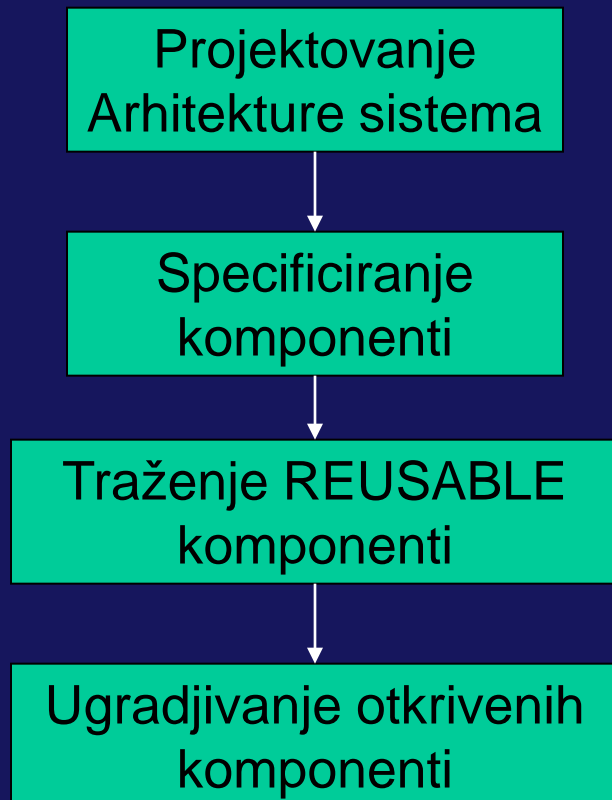 Projektovanje
Arhitekture sistema
Specificiranje
komponenti
Traženje REUSABLE
komponenti
Ugradjivanje otkrivenih
komponenti